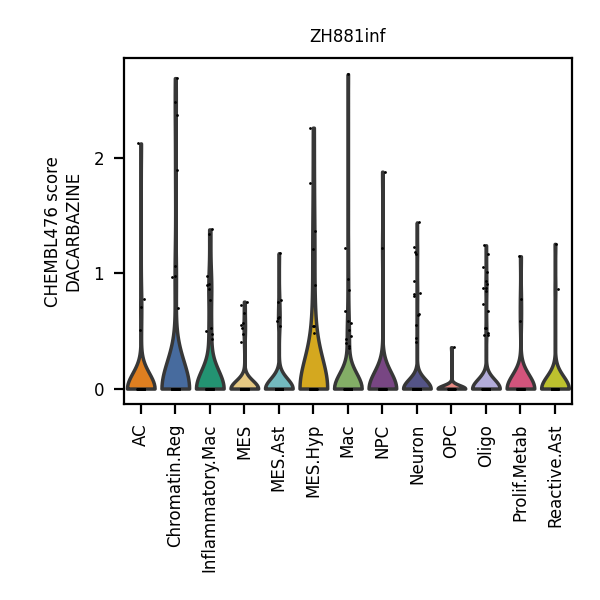 ZH881inf
CHEMBL476 score
DACARBAZINE
2
1
0
AC
Chromatin.Reg
Inflammatory.Mac
MES
MES.Ast
MES.Hyp
Mac
NPC
Neuron
OPC
Oligo
Prolif.Metab
Reactive.Ast